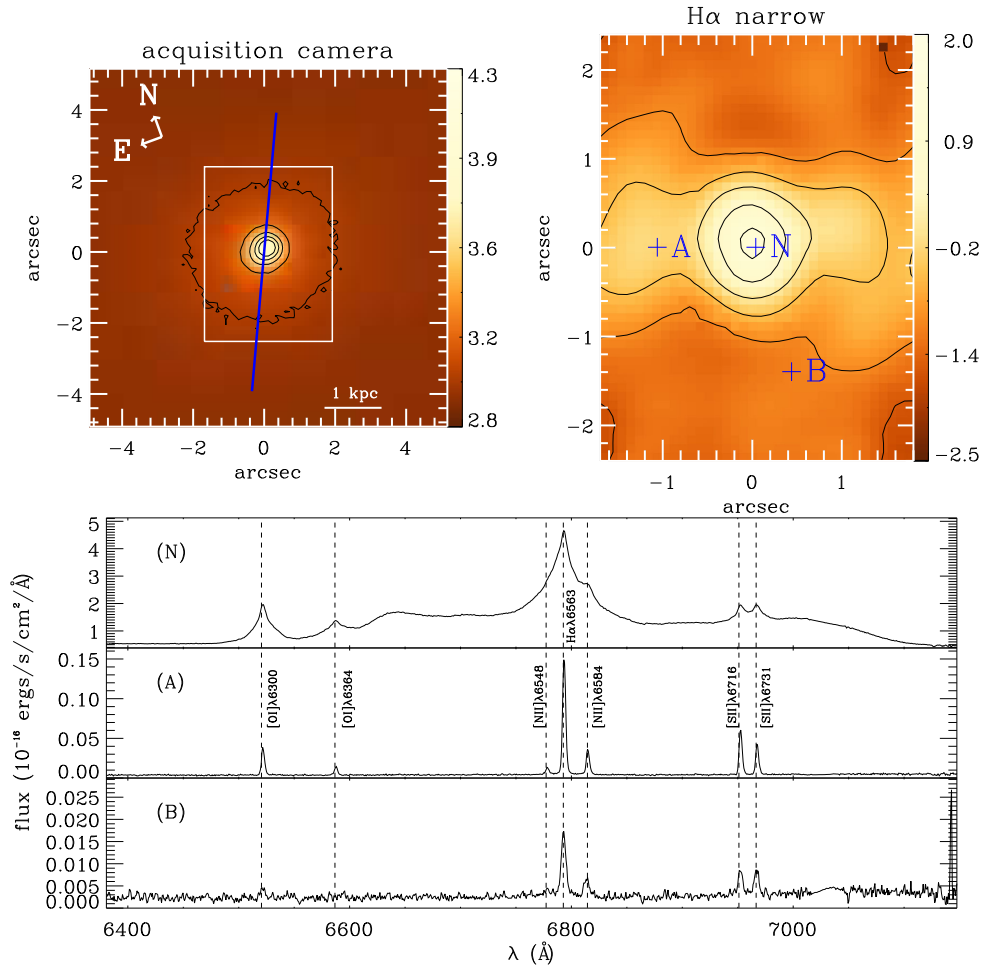 acquisition camera
Hα narrow
N
E
1 kpc
4
2
0
−2
−4
arcsec
−4
−2
0
2
4
arcsec
4.3
3.9
3.6
3.2
2.8
2
1
0
−1
−2
arcsec
−1
0
1
arcsec
A
N
B
2.0
0.9
−0.2
−1.4
−2.5
(N)
5
4
3
2
1
Hαλ6563
(A)
0.15
0.10
0.05
0.00
[OI]λ6300
[OI]λ6364
[NII]λ6548
[NII]λ6584
[SII]λ6716
[SII]λ6731
(B)
0.025
0.020
0.015
0.010
0.005
0.000
flux (10⁻¹⁶ ergs/s/cm²/Å)
6400
6600
6800
7000
λ (Å)